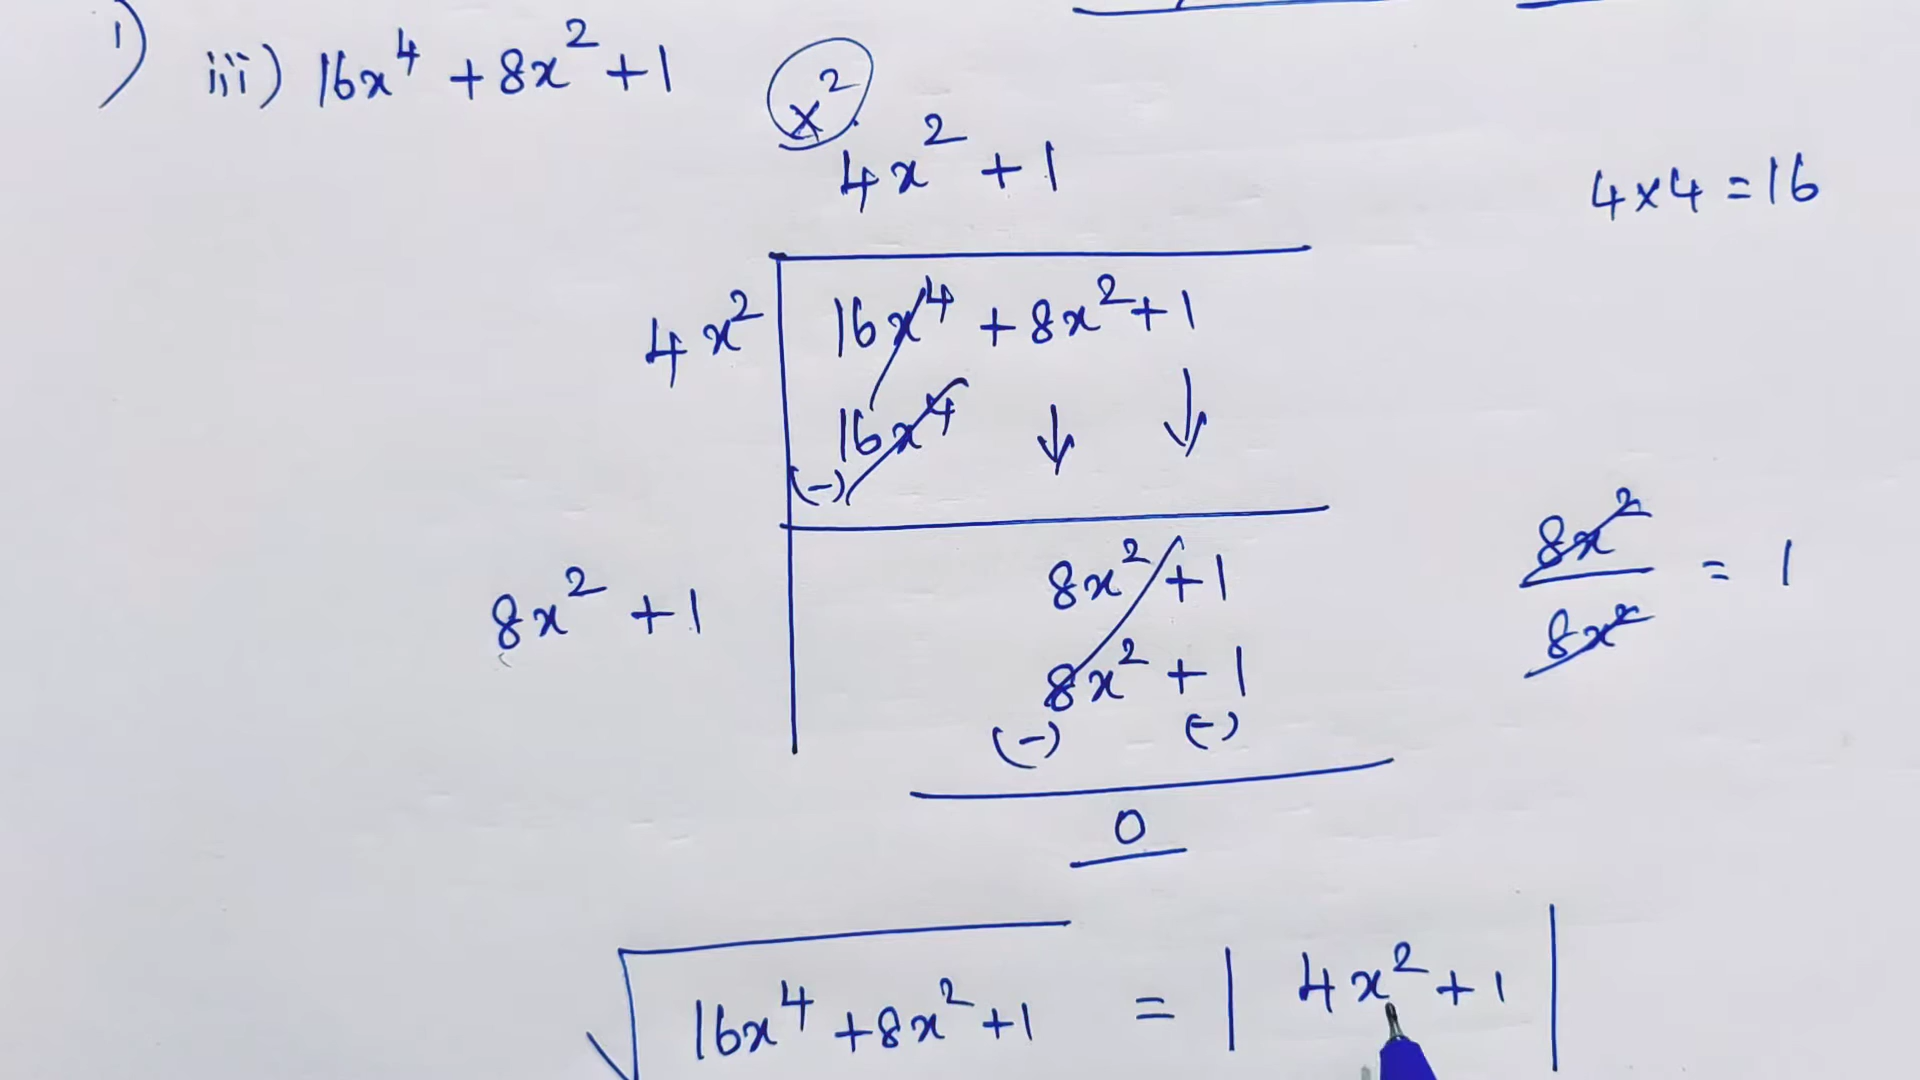 1) iii) 16x⁴ + 8x² + 1
x²
4x² + 1
4×4 = 16
4x² 16x⁴ + 8x² + 1
16x⁴
(-)
8x² + 1 8x² + 1
8x² + 1
(-) (-)
0
8x²/8x² = 1
√16x⁴ + 8x² + 1 = | 4x² + 1 |